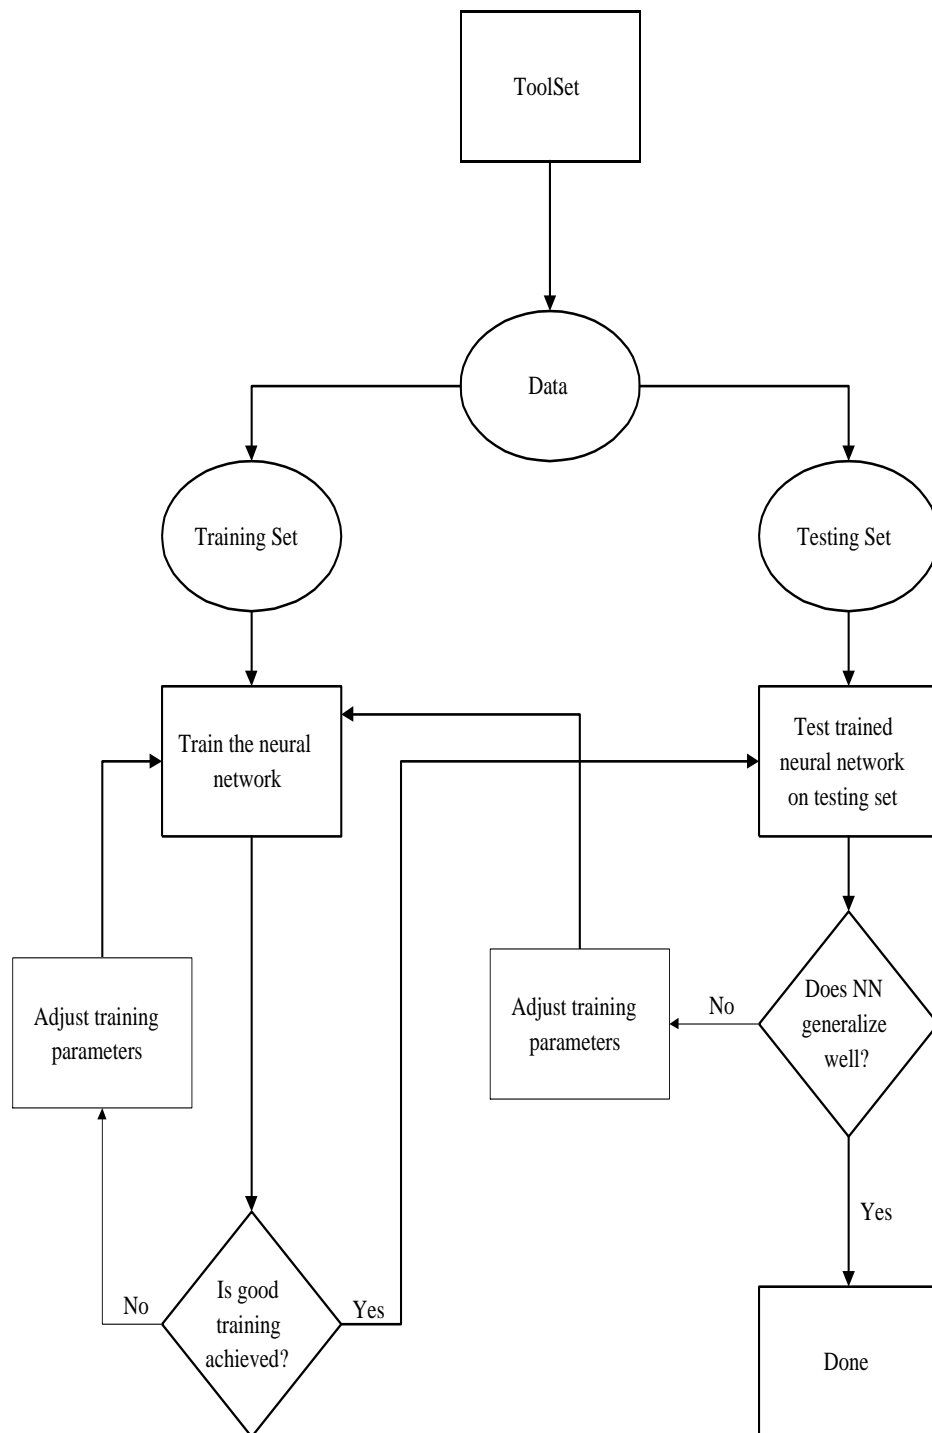 ToolSet
Data
Training Set
Testing Set
Train the neural
network
Test trained
neural network
on testing set
Adjust training
parameters
Adjust training
parameters
No
Does NN
generalize
well?
Yes
No
Is good
training
achieved?
Yes
Done